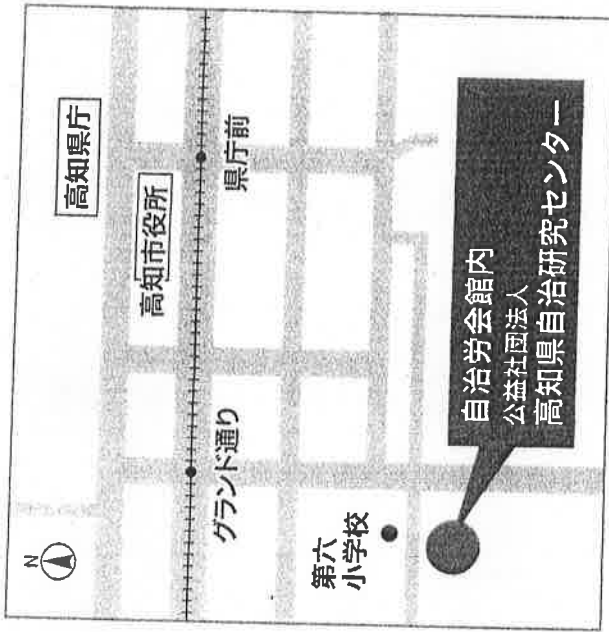 N
高知県庁
高知市役所
県庁前
グランド通り
第六
小学校
自治労会館内
公益社団法人
高知県自治研究センター